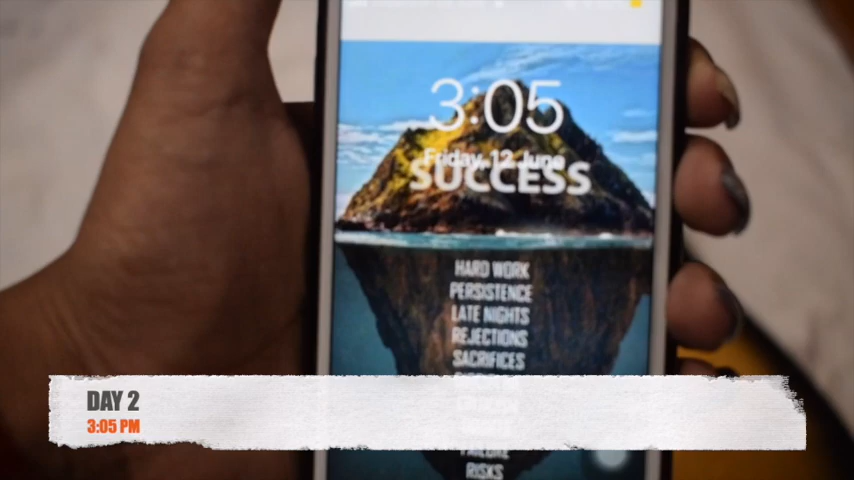 3:05
Friday, 12 June
SUCCESS
HARD WORK
PERSISTENCE
LATE NIGHTS
REJECTIONS
SACRIFICES
FAILURE
RISKS
DAY 2
3:05 PM